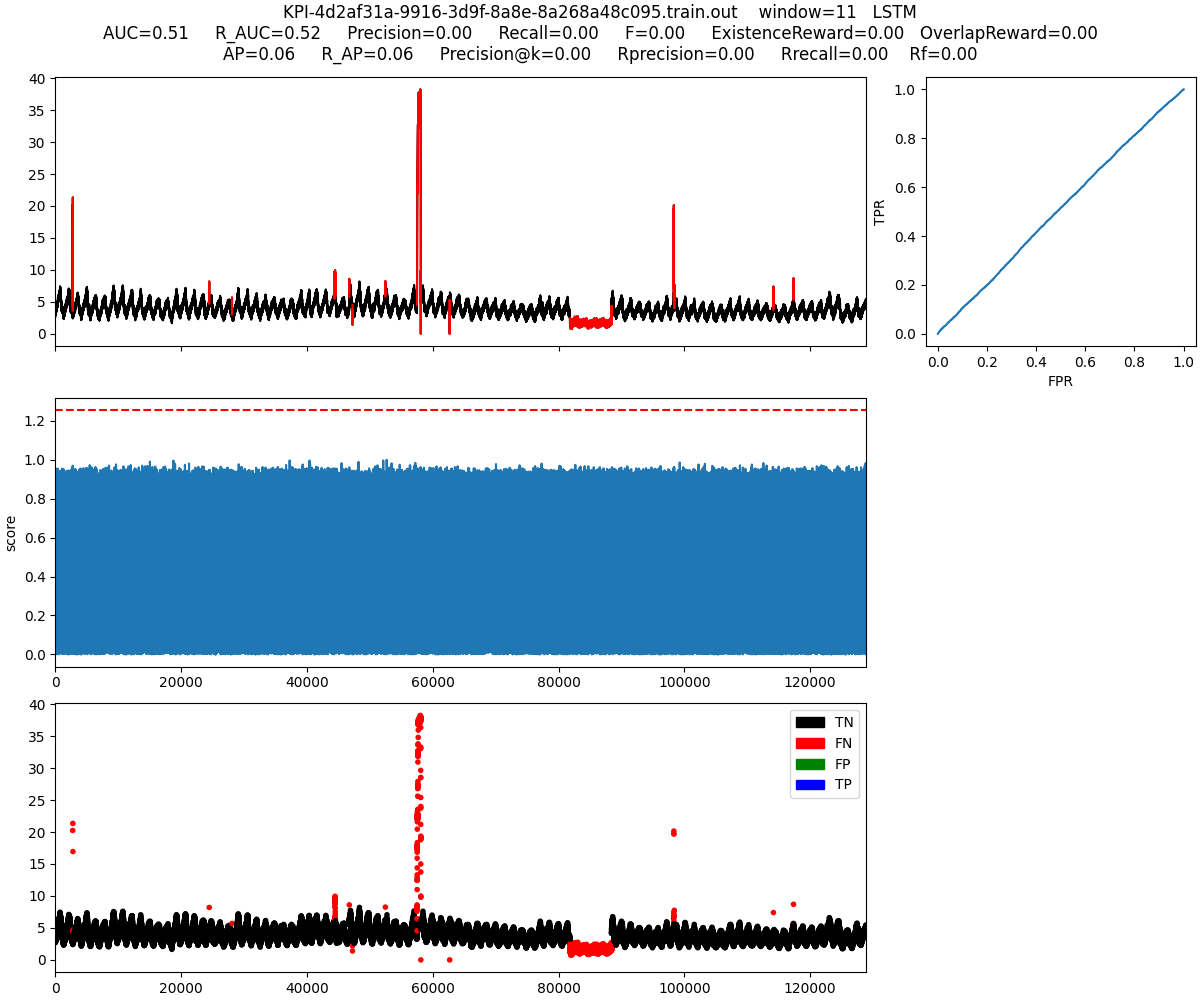 KPI-4d2af31a-9916-3d9f-8a8e-8a268a48c095.train.out window=11 LSTM
AUC=0.51 R_AUC=0.52 Precision=0.00 Recall=0.00 F=0.00 ExistenceReward=0.00 OverlapReward=0.00
AP=0.06 R_AP=0.06 Precision@k=0.00 Rprecision=0.00 Rrecall=0.00 Rf=0.00
40
35
30
25
20
15
10
5
0
TPR
1.0
0.8
0.6
0.4
0.2
0.0
0.0 0.2 0.4 0.6 0.8 1.0
FPR
score
1.2
1.0
0.8
0.6
0.4
0.2
0.0
0 20000 40000 60000 80000 100000 120000
40
35
30
25
20
15
10
5
0
TN
FN
FP
TP
0 20000 40000 60000 80000 100000 120000